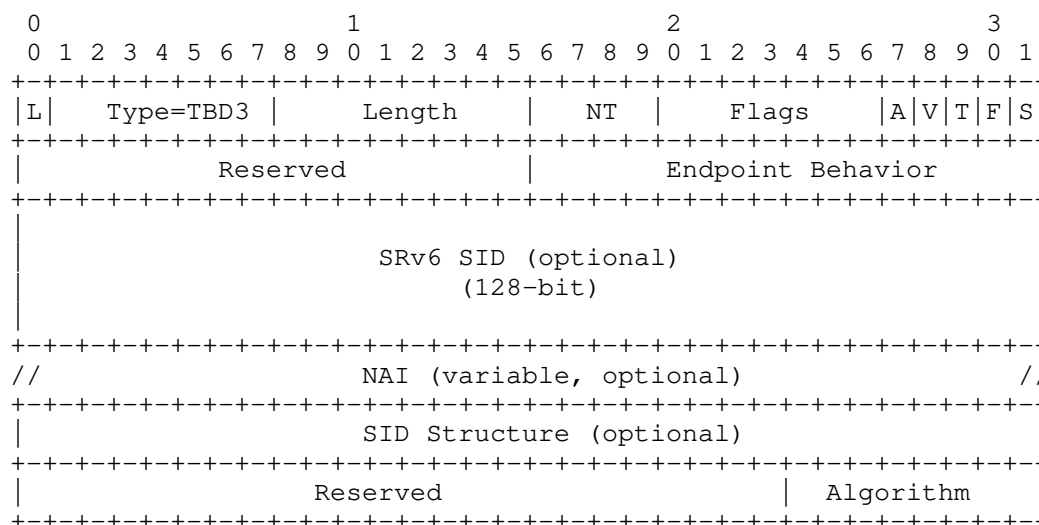 0                   1                   2                   3
 0 1 2 3 4 5 6 7 8 9 0 1 2 3 4 5 6 7 8 9 0 1 2 3 4 5 6 7 8 9 0 1
+-+-+-+-+-+-+-+-+-+-+-+-+-+-+-+-+-+-+-+-+-+-+-+-+-+-+-+-+-+-+-+-
|L|   Type=TBD3 |     Length    |   NT  |    Flags    |A|V|T|F|S
+-+-+-+-+-+-+-+-+-+-+-+-+-+-+-+-+-+-+-+-+-+-+-+-+-+-+-+-+-+-+-+-
|            Reserved           |        Endpoint Behavior
+-+-+-+-+-+-+-+-+-+-+-+-+-+-+-+-+-+-+-+-+-+-+-+-+-+-+-+-+-+-+-+-
|
|                      SRv6 SID (optional)
|                           (128-bit)
|
+-+-+-+-+-+-+-+-+-+-+-+-+-+-+-+-+-+-+-+-+-+-+-+-+-+-+-+-+-+-+-+-
//                    NAI (variable, optional)                 //
+-+-+-+-+-+-+-+-+-+-+-+-+-+-+-+-+-+-+-+-+-+-+-+-+-+-+-+-+-+-+-+-
|                     SID Structure (optional)
+-+-+-+-+-+-+-+-+-+-+-+-+-+-+-+-+-+-+-+-+-+-+-+-+-+-+-+-+-+-+-+-
|                  Reserved                     |  Algorithm
+-+-+-+-+-+-+-+-+-+-+-+-+-+-+-+-+-+-+-+-+-+-+-+-+-+-+-+-+-+-+-+-